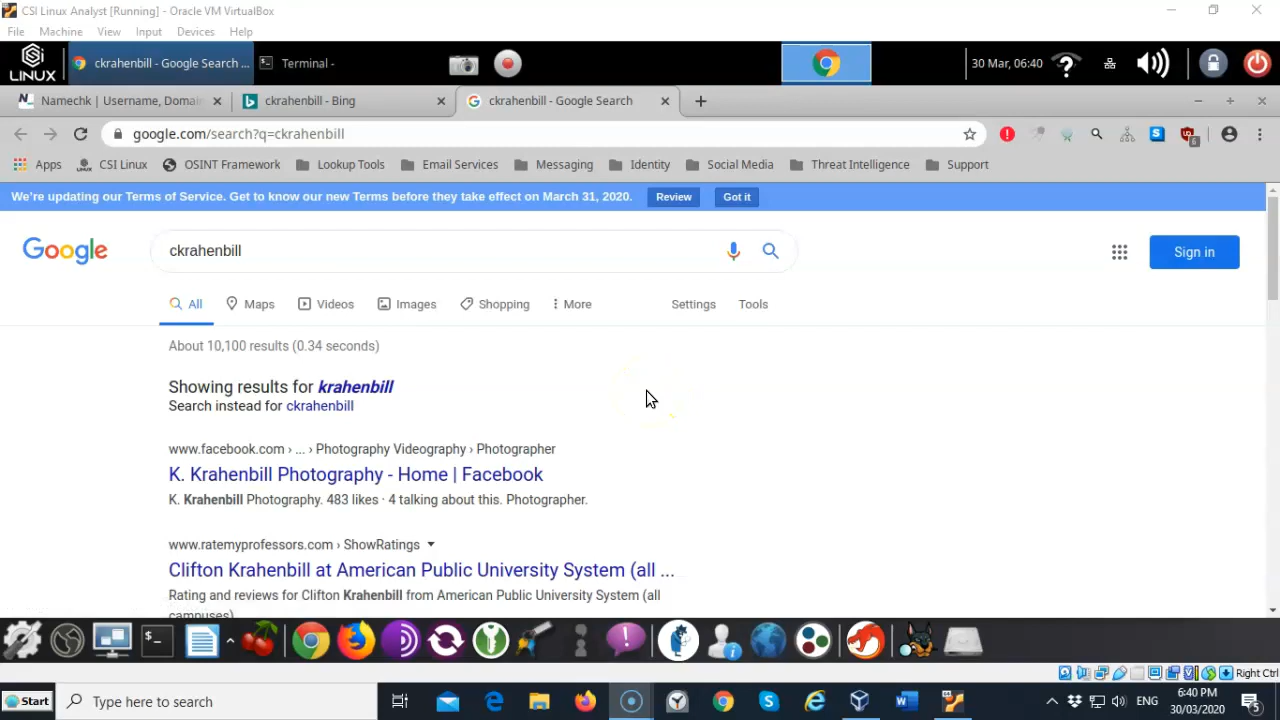 CSI Linux Analyst [Running] - Oracle VM VirtualBox
File Machine View Input Devices Help
SI LINUX
ckrahenbill - Google Search ...
Terminal -
30 Mar, 06:40
Namechk | Username, Domai
ckrahenbill - Bing
ckrahenbill - Google Search
google.com/search?q=ckrahenbill
Apps CSI Linux OSINT Framework Lookup Tools Email Services Messaging Identity Social Media Threat Intelligence Support
We're updating our Terms of Service. Get to know our new Terms before they take effect on March 31, 2020. Review Got it
Google
ckrahenbill
Sign in
All Maps Videos Images Shopping More Settings Tools
About 10,100 results (0.34 seconds)
Showing results for krahenbill
Search instead for ckrahenbill
www.facebook.com › ... › Photography Videography › Photographer
K. Krahenbill Photography - Home | Facebook
K. Krahenbill Photography. 483 likes · 4 talking about this. Photographer.
www.ratemyprofessors.com › ShowRatings
Clifton Krahenbill at American Public University System (all ...
Rating and reviews for Clifton Krahenbill from American Public University System (all
campuses).
Right Ctrl
Start
Type here to search
ENG
6:40 PM
30/03/2020
5